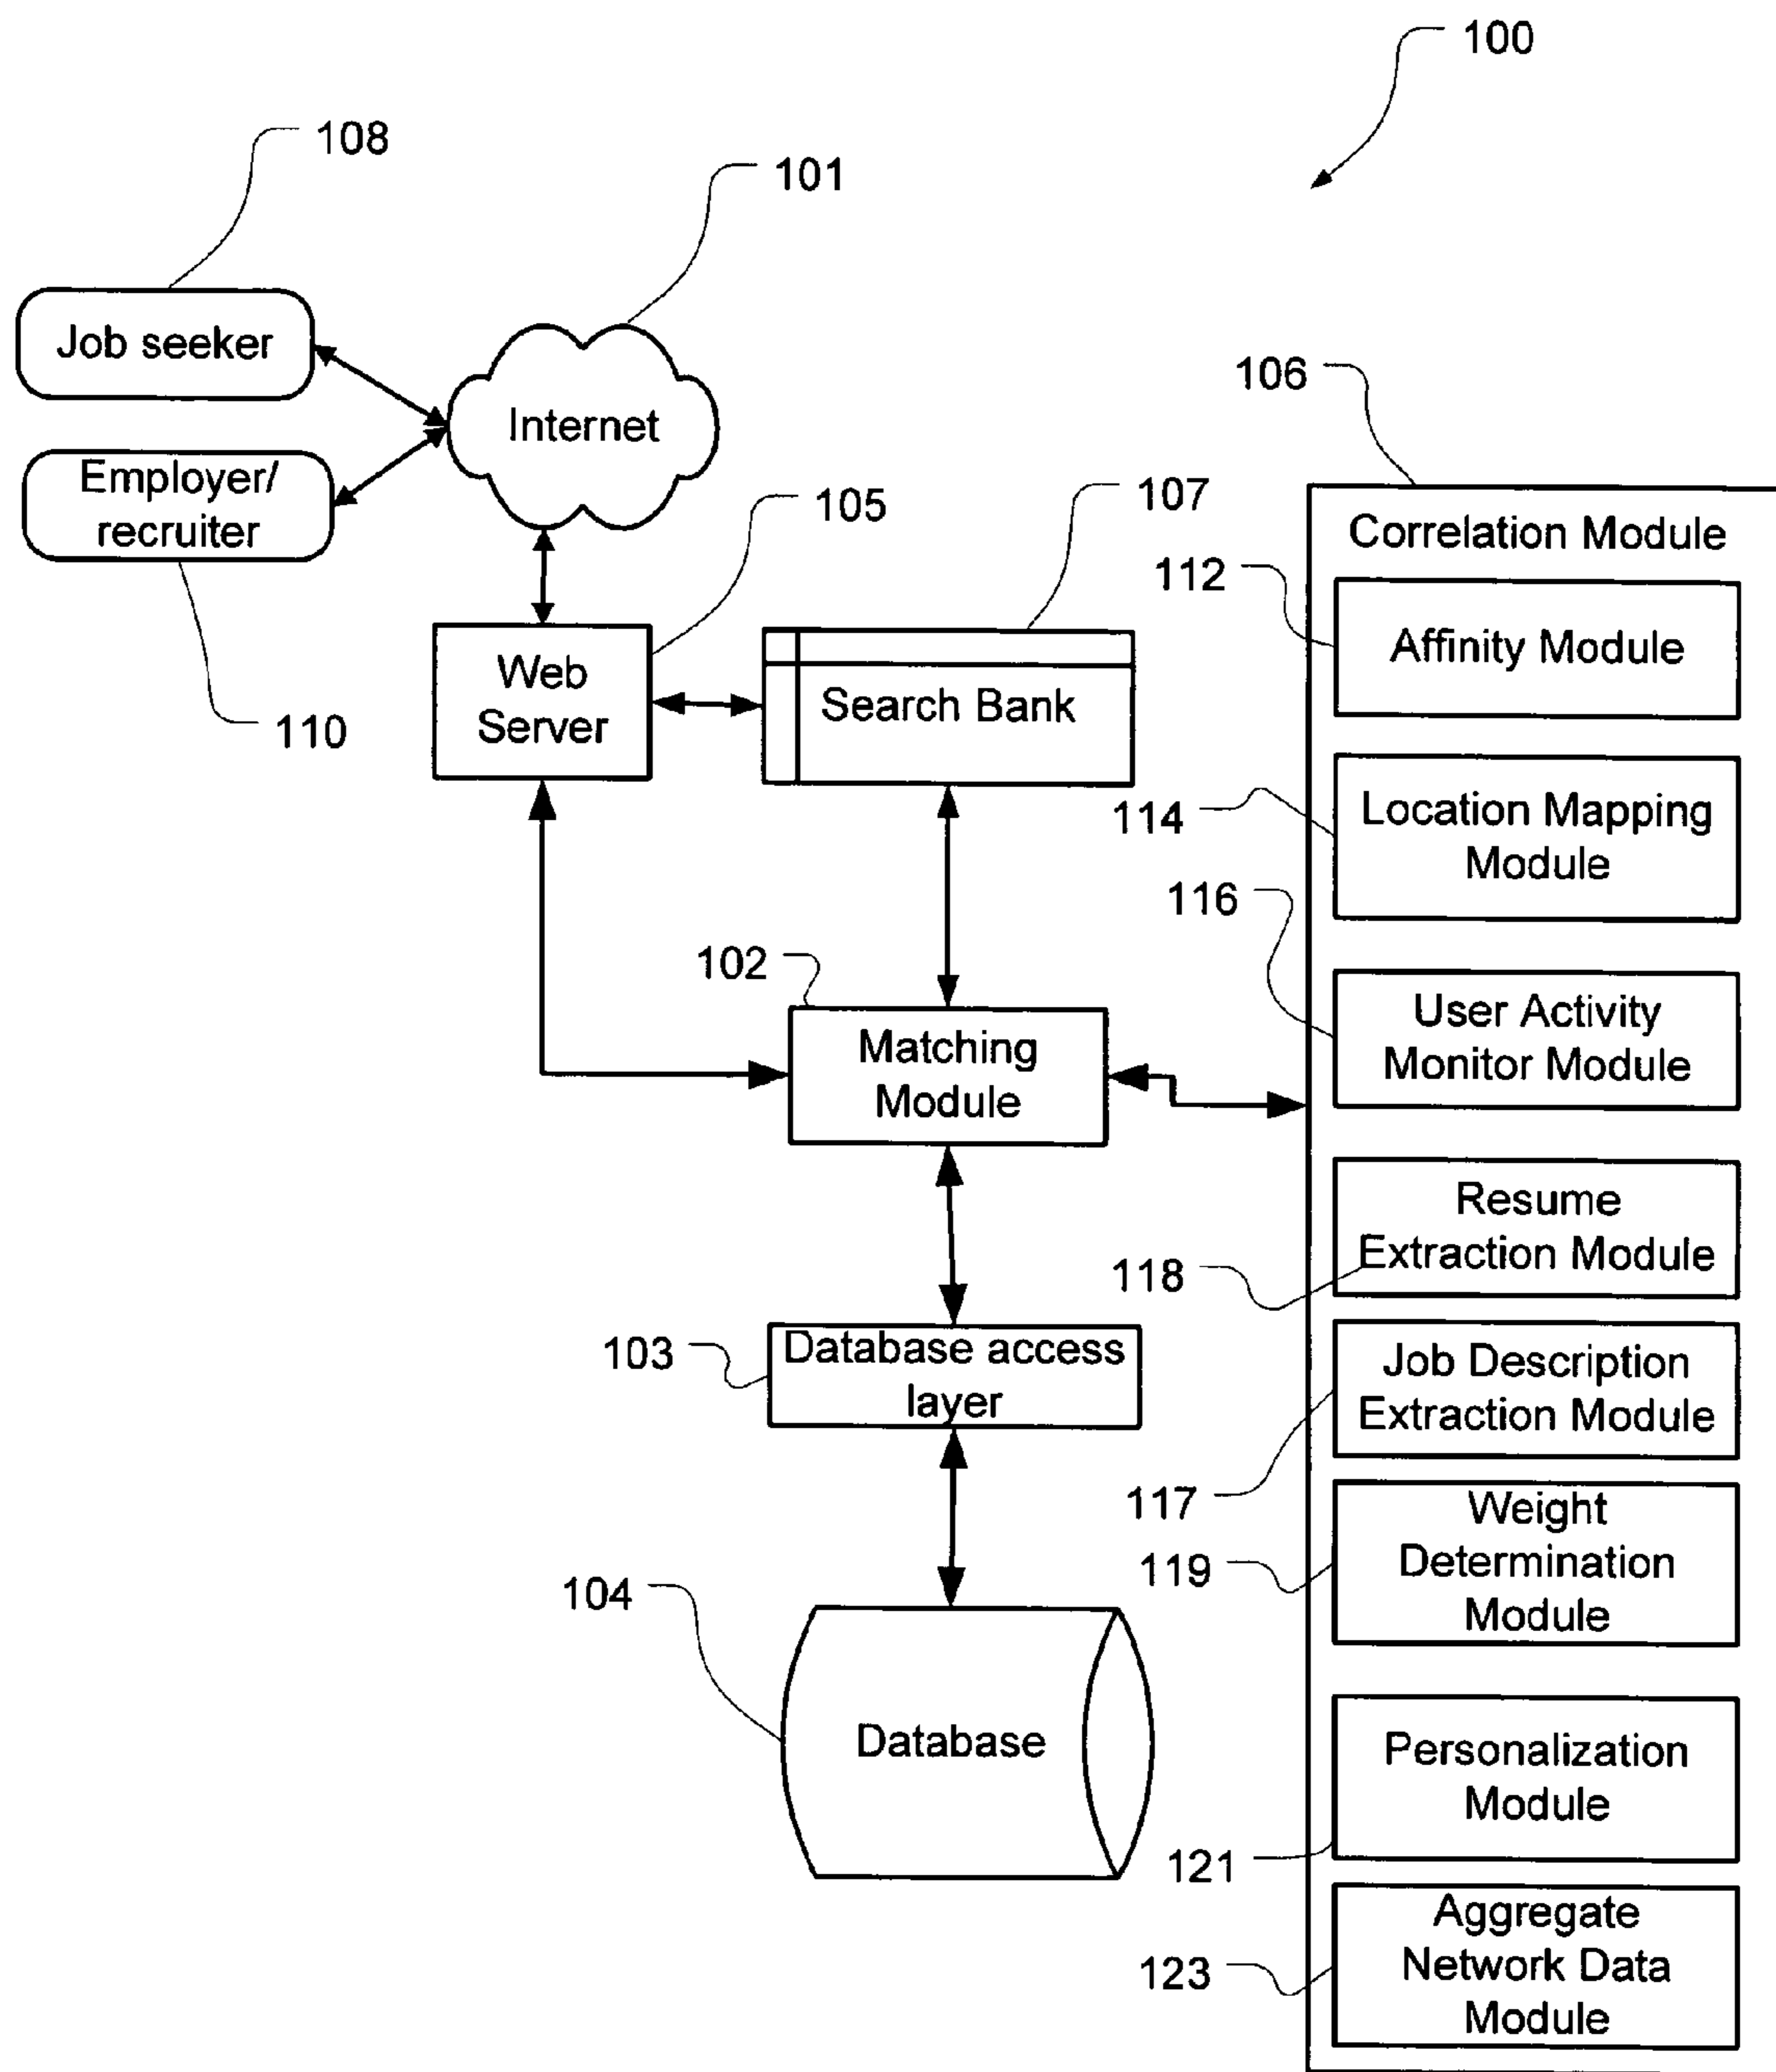 100
108
101
Job seeker
Internet
106
Employer/
recruiter
105
107
Correlation Module
112
Affinity Module
Web
Server
Search Bank
110
114
Location Mapping
Module
116
User Activity
Monitor Module
102
Matching
Module
Resume
Extraction Module
118
103
Database access
layer
Job Description
Extraction Module
117
Weight
Determination
Module
119
104
Database
Personalization
Module
121
Aggregate
Network Data
Module
123